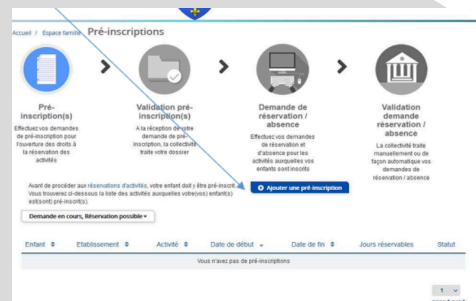 Accueil / Espace famille Pré-inscriptions
Pré-
inscription(s)
Effectuez vos demandes
de pré-inscription pour
l'ouverture des droits à
la réservation des
activités
Validation pré-
inscription(s)
A la réception de votre
demande de pré-
inscription, la collectivité
traite votre dossier
Demande de
réservation /
absence
Effectuez vos demandes
de réservation et
d'absence pour les
activités auxquelles vos
enfants sont inscrits
Validation
demande
réservation /
absence
La collectivité traite
manuellement ou de
façon automatique vos
demandes de
réservation / absence
Avant de procéder aux réservations d'activités, votre enfant doit y être pré-inscrit.
Vous trouverez ci-dessous la liste des activités auxquelles votre(vos) enfant(s)
est(sont) pré-inscrit(s).
Ajouter une pré-inscription
Demande en cours, Réservation possible
Enfant Etablissement Activité Date de début Date de fin Jours réservables Statut
Vous n'avez pas de pré-inscriptions
1